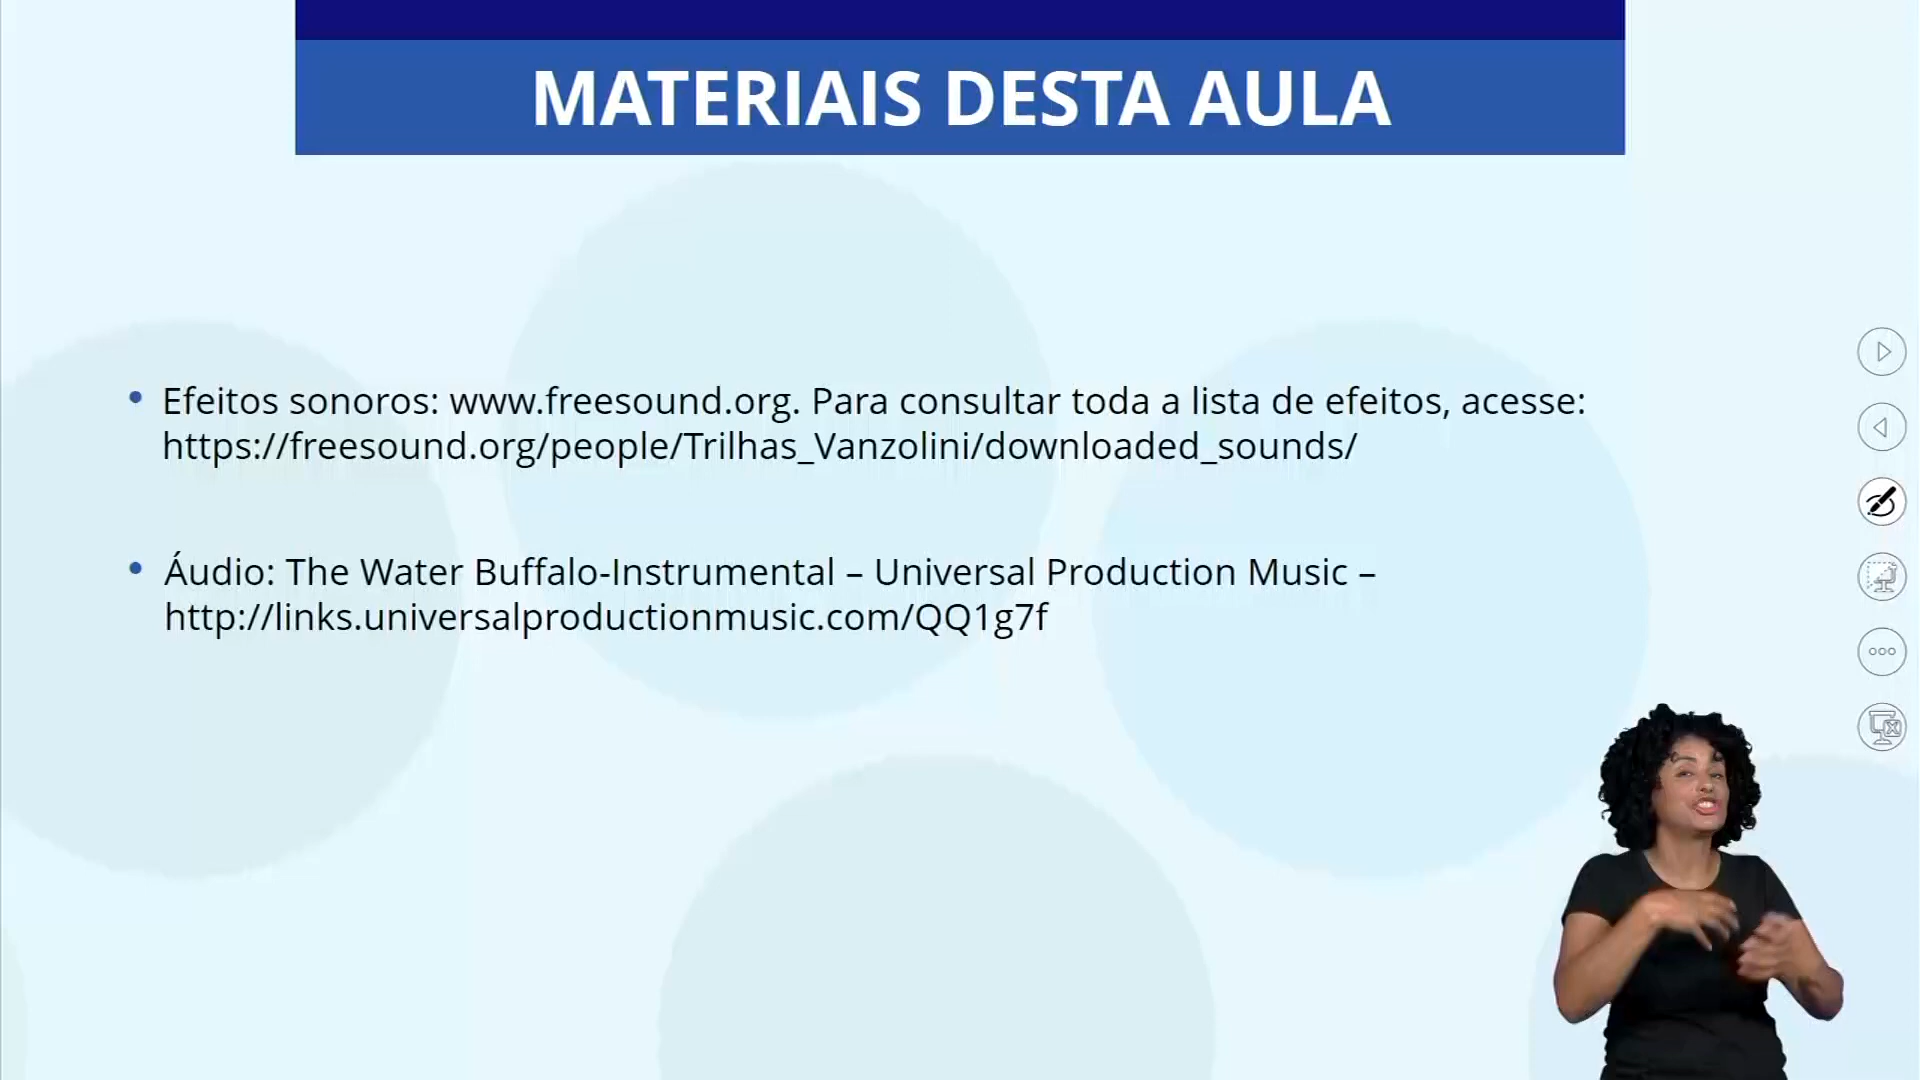 MATERIAIS DESTA AULA
• Efeitos sonoros: www.freesound.org. Para consultar toda a lista de efeitos, acesse:
https://freesound.org/people/Trilhas_Vanzolini/downloaded_sounds/
• Áudio: The Water Buffalo-Instrumental – Universal Production Music –
http://links.universalproductionmusic.com/QQ1g7f